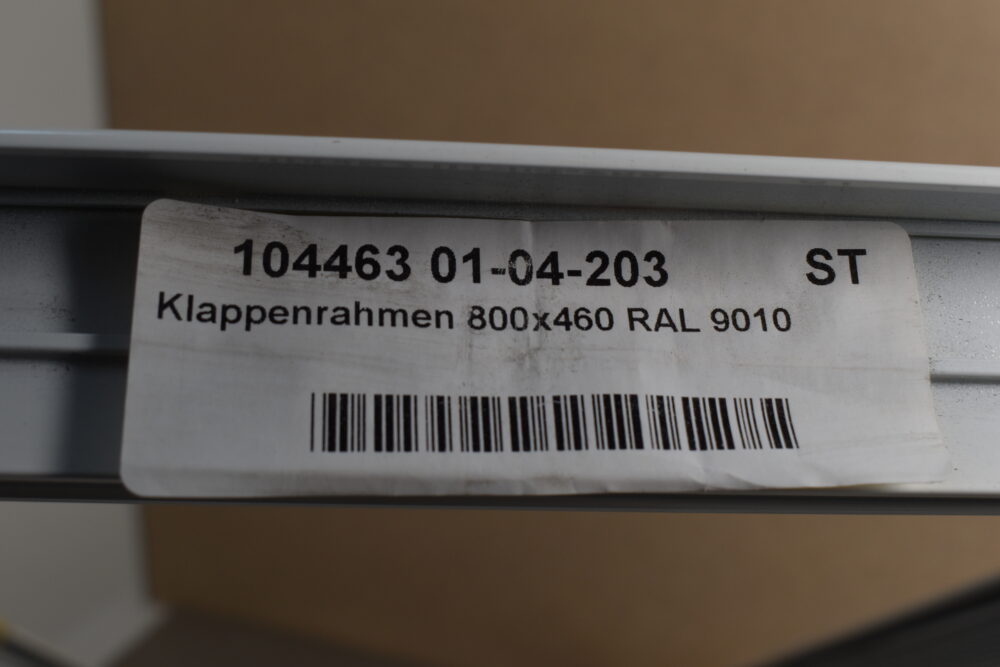 104463 01-04-203 ST
Klappenrahmen 800x460 RAL 9010